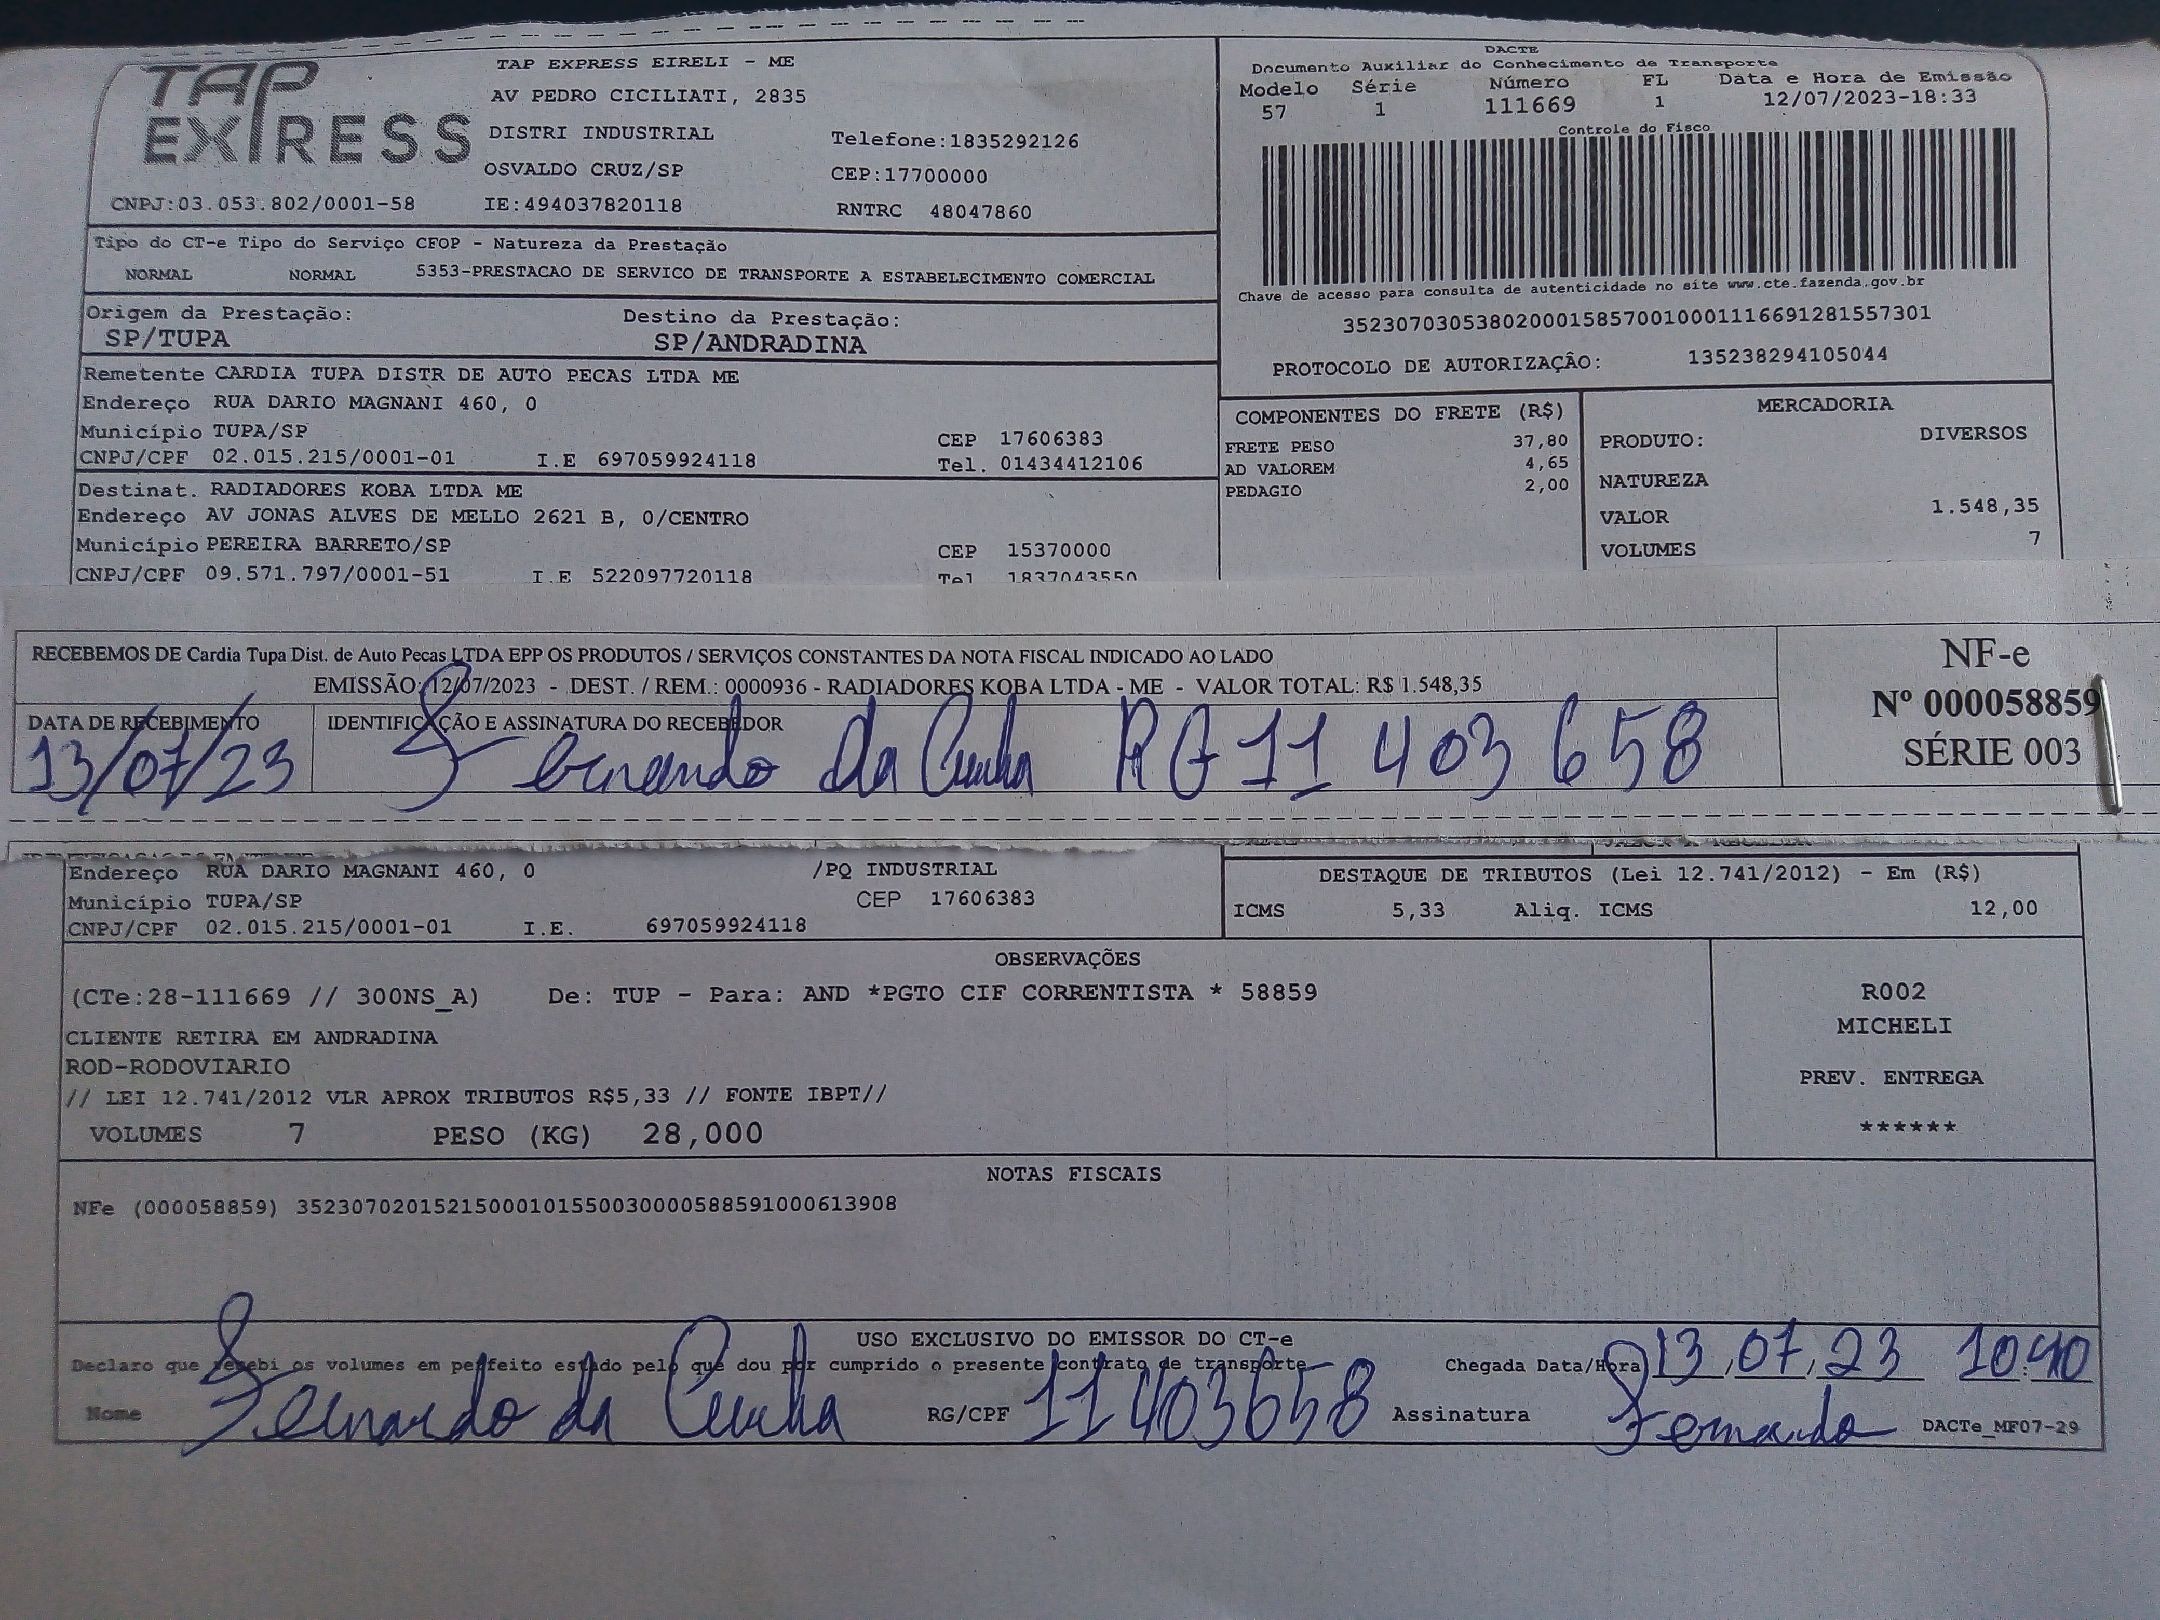 TAP EXPRESS
TAP EXPRESS EIRELI - ME
AV PEDRO CICILIATI, 2835
DISTRI INDUSTRIAL
Telefone:1835292126
OSVALDO CRUZ/SP
CEP:17700000
CNPJ:03.053.802/0001-58
IE:494037820118
RNTRC 48047860
DACTE
Documento Auxiliar do Conhecimento de Transporte
Modelo Série Número FL Data e Hora de Emissão
57 1 111669 1 12/07/2023-18:33
Controle do Fisco
Chave de acesso para consulta de autenticidade no site www.cte.fazenda.gov.br
35230703053802000158570010001116691281557301
PROTOCOLO DE AUTORIZAÇÃO: 135238294105044
Tipo do CT-e Tipo do Serviço CFOP - Natureza da Prestação
NORMAL NORMAL 5353-PRESTACAO DE SERVICO DE TRANSPORTE A ESTABELECIMENTO COMERCIAL
Origem da Prestação: Destino da Prestação:
SP/TUPA SP/ANDRADINA
Remetente CARDIA TUPA DISTR DE AUTO PECAS LTDA ME
Endereço RUA DARIO MAGNANI 460, 0
Município TUPA/SP CEP 17606383
CNPJ/CPF 02.015.215/0001-01 I.E 697059924118 Tel. 01434412106
Destinat. RADIADORES KOBA LTDA ME
Endereço AV JONAS ALVES DE MELLO 2621 B, 0/CENTRO
Município PEREIRA BARRETO/SP CEP 15370000
CNPJ/CPF 09.571.797/0001-51 I.E 522097720118 Tel 1837043550
COMPONENTES DO FRETE (R$)
FRETE PESO 37,80
AD VALOREM 4,65
PEDAGIO 2,00
MERCADORIA
PRODUTO: DIVERSOS
NATUREZA
VALOR 1.548,35
VOLUMES 7
RECEBEMOS DE Cardia Tupa Dist. de Auto Pecas LTDA EPP OS PRODUTOS / SERVIÇOS CONSTANTES DA NOTA FISCAL INDICADO AO LADO
EMISSÃO: 12/07/2023 - DEST. / REM.: 0000936 - RADIADORES KOBA LTDA - ME - VALOR TOTAL: R$ 1.548,35
DATA DE RECEBIMENTO IDENTIFICAÇÃO E ASSINATURA DO RECEBEDOR
13/07/23 Fernando da Cunha RG 11 403 658
NF-e
Nº 000058859
SÉRIE 003
Endereço RUA DARIO MAGNANI 460, 0 /PQ INDUSTRIAL
Município TUPA/SP CEP 17606383
CNPJ/CPF 02.015.215/0001-01 I.E. 697059924118
DESTAQUE DE TRIBUTOS (Lei 12.741/2012) - Em (R$)
ICMS 5,33 Aliq. ICMS 12,00
OBSERVAÇÕES
(CTe:28-111669 // 300NS_A) De: TUP - Para: AND *PGTO CIF CORRENTISTA * 58859
CLIENTE RETIRA EM ANDRADINA
ROD-RODOVIARIO
// LEI 12.741/2012 VLR APROX TRIBUTOS R$5,33 // FONTE IBPT//
VOLUMES 7 PESO (KG) 28,000
R002
MICHELI
PREV. ENTREGA
******
NOTAS FISCAIS
NFe (000058859) 35230702015215000101550030000588591000613908
USO EXCLUSIVO DO EMISSOR DO CT-e
Declaro que recebi os volumes em perfeito estado pelo que dou por cumprido o presente contrato de transporte
Chegada Data/Hora 13,07,23 10:40
Nome Fernando da Cunha RG/CPF 11403658 Assinatura Fernando DACTe_MF07-29